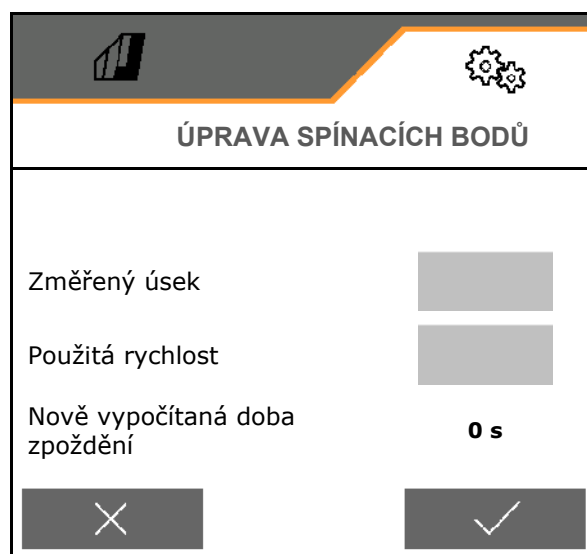 ÚPRAVA SPÍNACÍCH BODŮ
Změřený úsek
Použitá rychlost
Nově vypočítaná doba
zpoždění
0 s